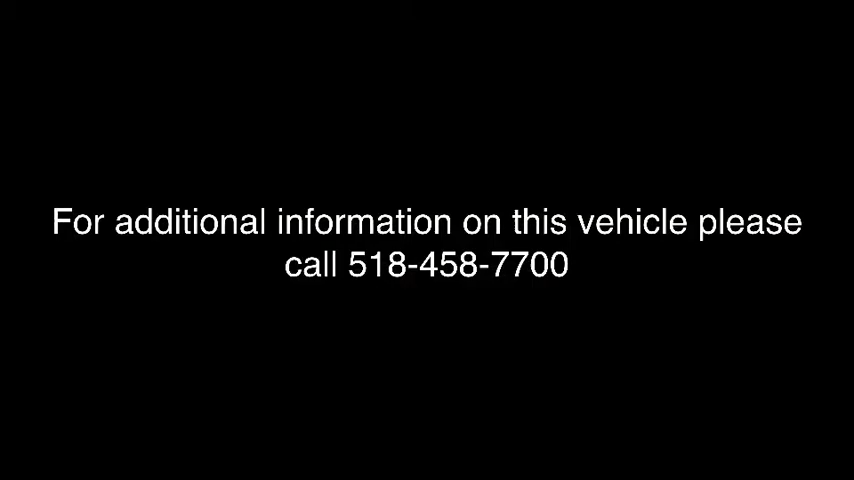 For additional information on this vehicle please
call 518-458-7700